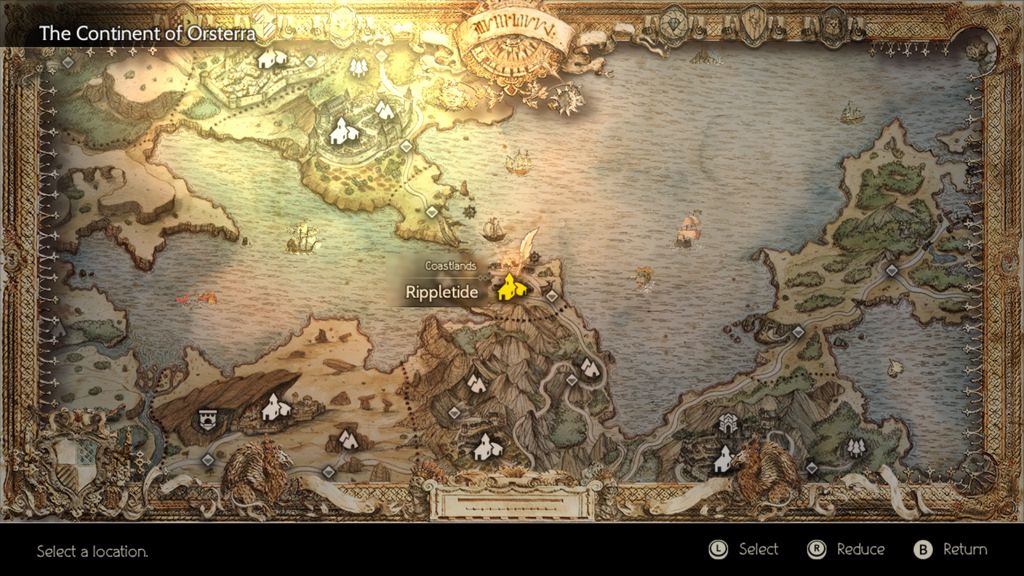 The Continent of Orsterra
Coastlands
Rippletide
Select a location.
L Select R Reduce B Return